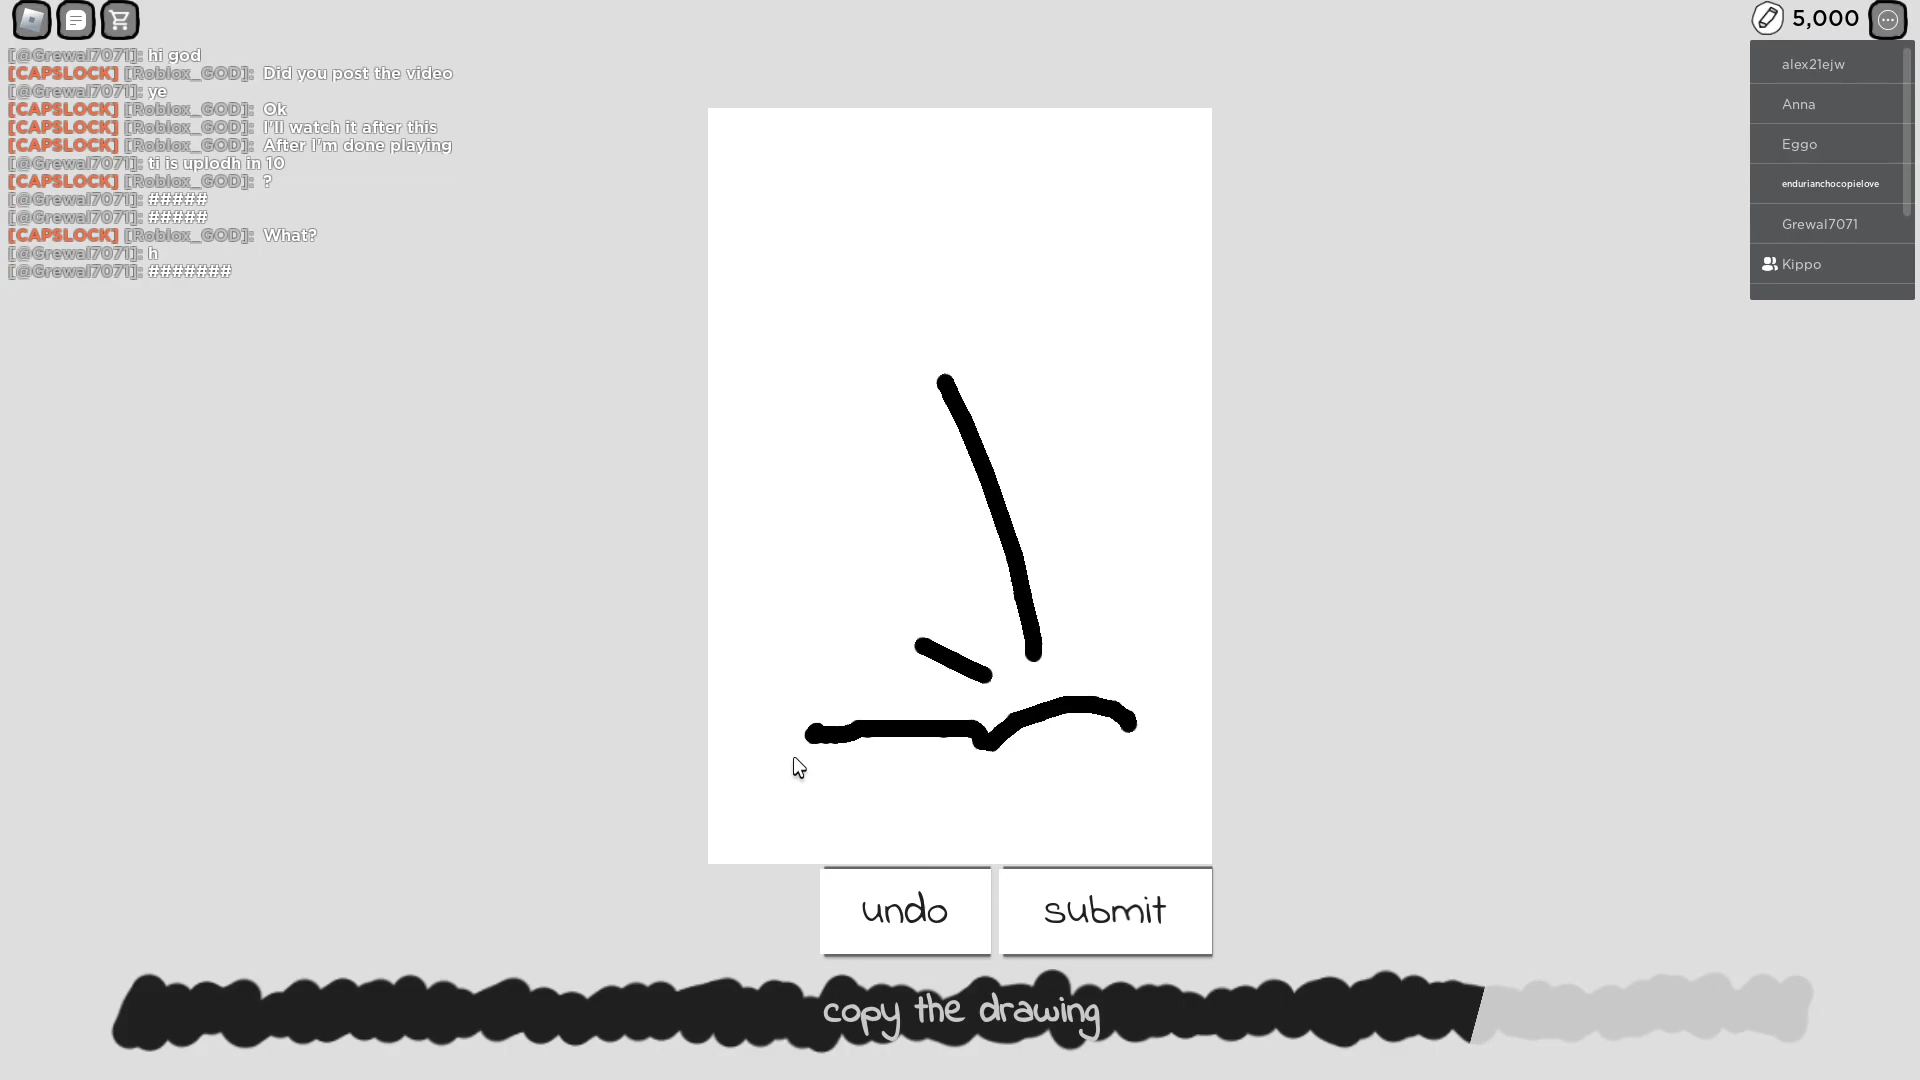 5,000
[@Grewal7071]: hi god
[CAPSLOCK] [Roblox_GOD]: Did you post the video
[@Grewal7071]: ye
[CAPSLOCK] [Roblox_GOD]: Ok
[CAPSLOCK] [Roblox_GOD]: I'll watch it after this
[CAPSLOCK] [Roblox_GOD]: After I'm done playing
[@Grewal7071]: ti is uplodh in 10
[CAPSLOCK] [Roblox_GOD]: ?
[@Grewal7071]: #####
[@Grewal7071]: #####
[CAPSLOCK] [Roblox_GOD]: What?
[@Grewal7071]: h
[@Grewal7071]: #######
alex21ejw
Anna
Eggo
endurianchocopielove
Grewal7071
Kippo
undo
submit
copy the drawing